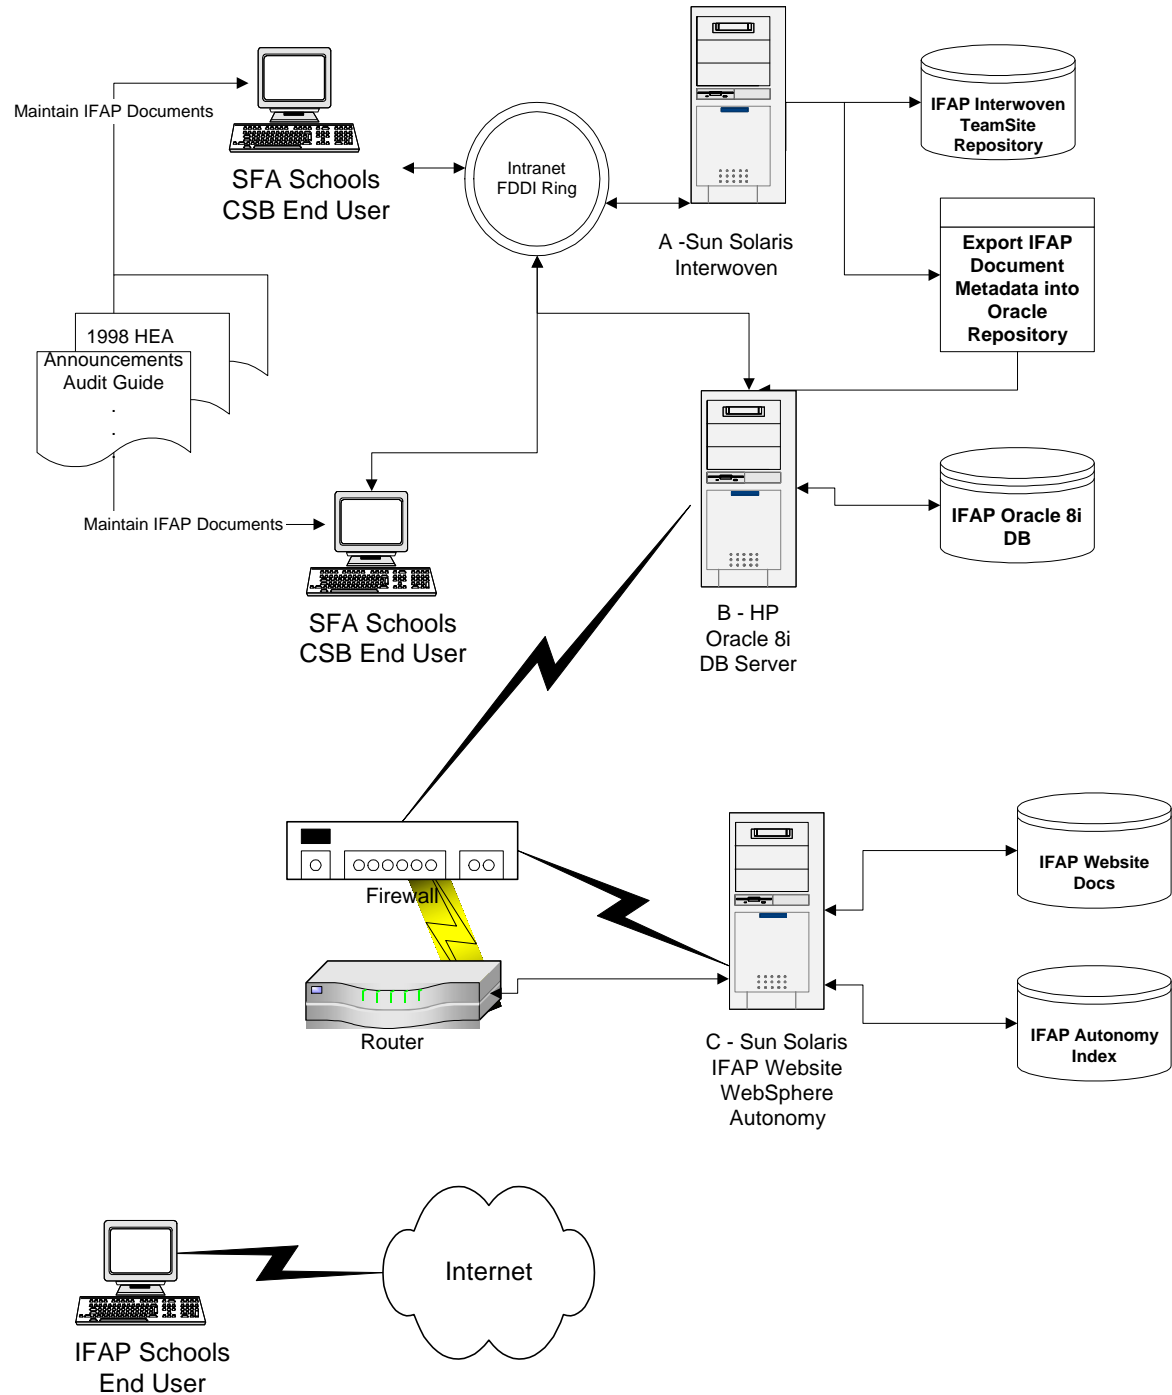 Maintain IFAP Documents
SFA Schools
CSB End User
Intranet
FDDI Ring
A -Sun Solaris
Interwoven
IFAP Interwoven
TeamSite
Repository
Export IFAP
Document
Metadata into
Oracle
Repository
1998 HEA
Announcements
Audit Guide
.
.
.
Maintain IFAP Documents
SFA Schools
CSB End User
B - HP
Oracle 8i
DB Server
IFAP Oracle 8i
DB
Firewall
Router
C - Sun Solaris
IFAP Website
WebSphere
Autonomy
IFAP Website
Docs
IFAP Autonomy
Index
Internet
IFAP Schools
End User